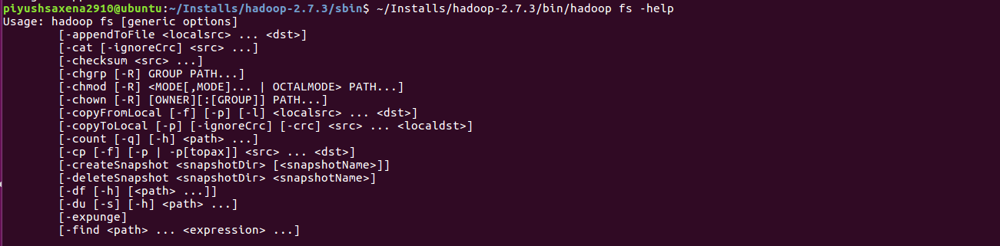 piyushsaxena2910@ubuntu:~/Installs/hadoop-2.7.3/sbin$ ~/Installs/hadoop-2.7.3/bin/hadoop fs -help
Usage: hadoop fs [generic options]
[-appendToFile <localsrc> ... <dst>]
[-cat [-ignoreCrc] <src> ...]
[-checksum <src> ...]
[-chgrp [-R] GROUP PATH...]
[-chmod [-R] <MODE[,MODE]... | OCTALMODE> PATH...]
[-chown [-R] [OWNER][:[GROUP]] PATH...]
[-copyFromLocal [-f] [-p] [-l] <localsrc> ... <dst>]
[-copyToLocal [-p] [-ignoreCrc] [-crc] <src> ... <localdst>]
[-count [-q] [-h] <path> ...]
[-cp [-f] [-p | -p[topax]] <src> ... <dst>]
[-createSnapshot <snapshotDir> [<snapshotName>]]
[-deleteSnapshot <snapshotDir> <snapshotName>]
[-df [-h] [<path> ...]]
[-du [-s] [-h] <path> ...]
[-expunge]
[-find <path> ... <expression> ...]